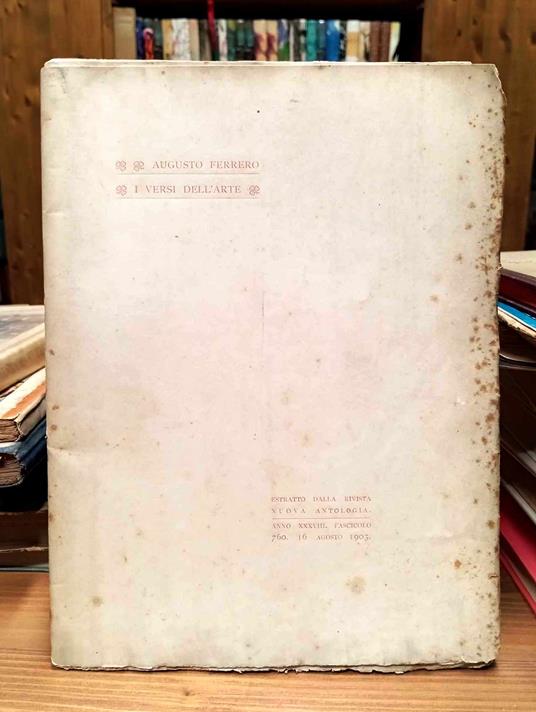 AUGUSTO FERRERO
I VERSI DELL'ARTE
ESTRATTO DALLA RIVISTA
NUOVA ANTOLOGIA.
ANNO XXXVIII, FASCICOLO
760. 16 AGOSTO 1903.